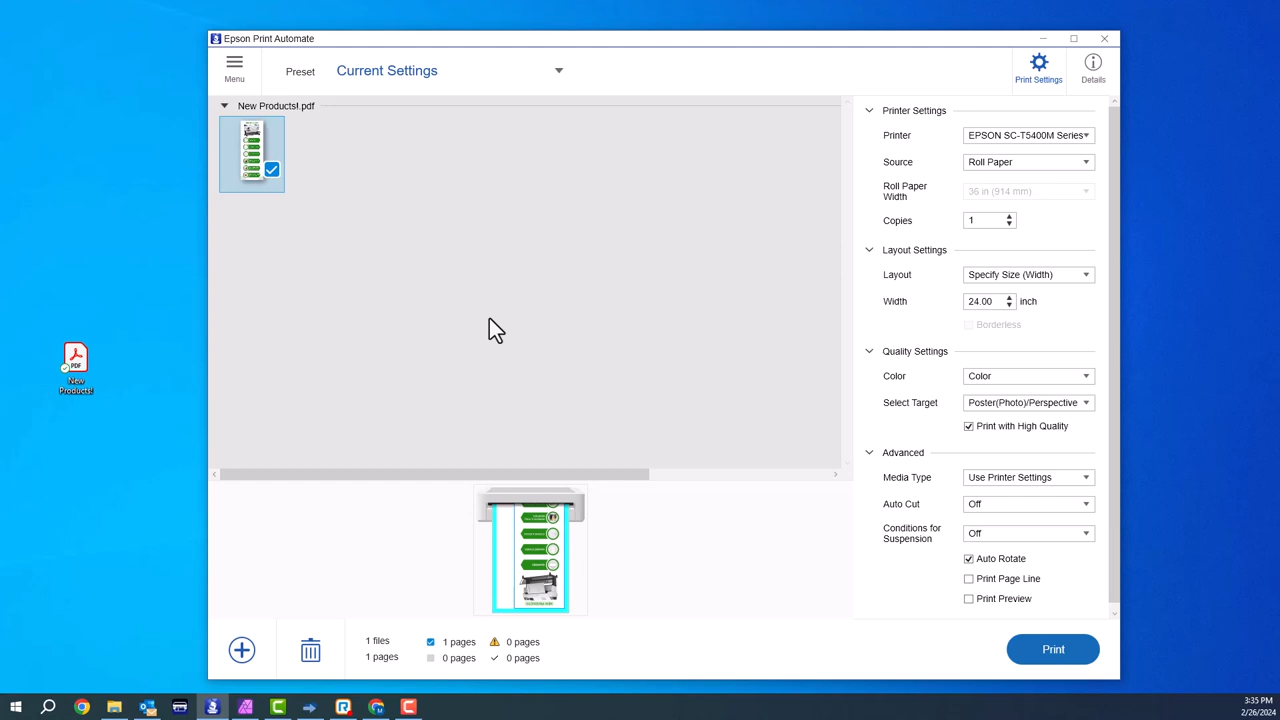 Epson Print Automate
Menu
Preset
Current Settings
Print Settings
Details
New Products!.pdf
Printer Settings
Printer
EPSON SC-T5400M Series
Source
Roll Paper
Roll Paper
Width
36 in (914 mm)
Copies
1
Layout Settings
Layout
Specify Size (Width)
Width
24.00
inch
Borderless
Quality Settings
Color
Color
Select Target
Poster(Photo)/Perspective
Print with High Quality
Advanced
Media Type
Use Printer Settings
Auto Cut
Off
Conditions for
Suspension
Off
Auto Rotate
Print Page Line
Print Preview
PDF
New
Products!
1 files
1 pages
0 pages
1 pages
0 pages
0 pages
Print
3:35 PM
2/26/2024